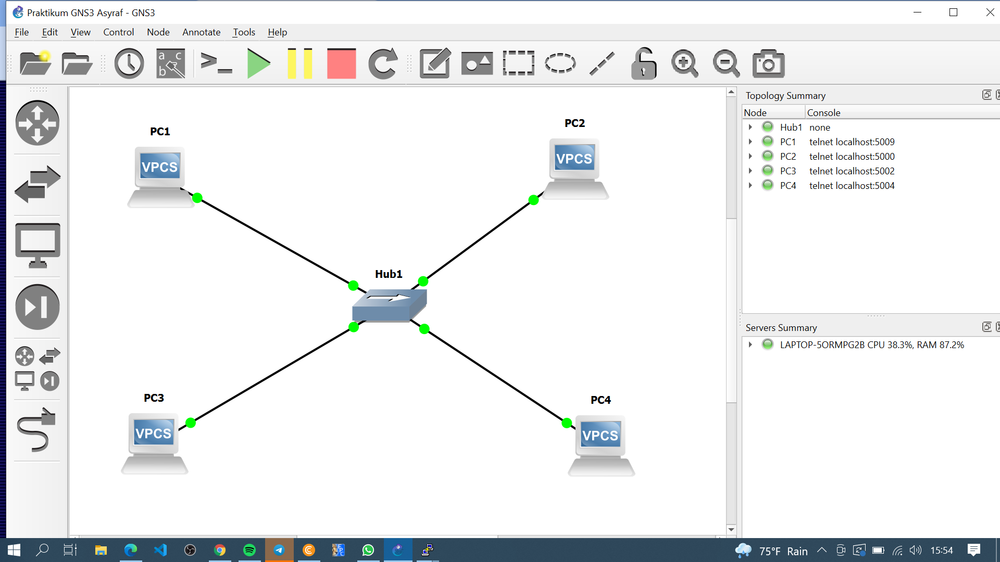 Praktikum GNS3 Asyraf - GNS3
File Edit View Control Node Annotate Tools Help
a c
b
>_
Topology Summary
Node Console
Hub1 none
PC1 telnet localhost:5009
PC2 telnet localhost:5000
PC3 telnet localhost:5002
PC4 telnet localhost:5004
PC1
VPCS
PC2
VPCS
Hub1
PC3
VPCS
PC4
VPCS
Servers Summary
LAPTOP-5ORMPG2B CPU 38.3%, RAM 87.2%
FPC
75°F Rain
15:54